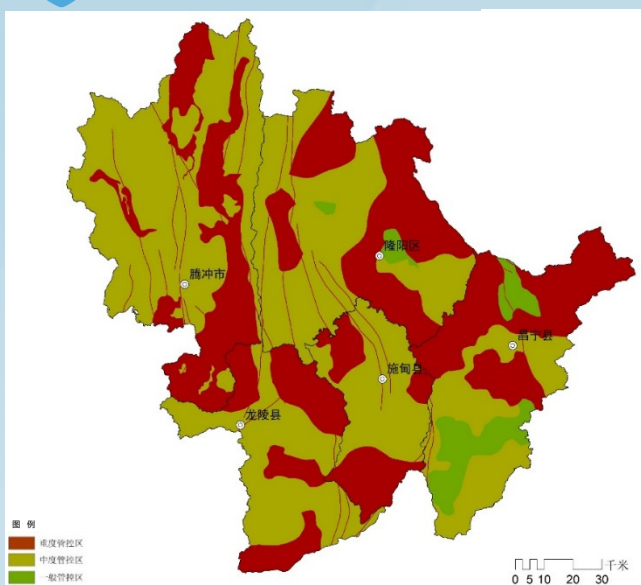 隆阳区
腾冲市
昌宁县
施甸县
龙陵县
图 例
重度管控区
中度管控区
一般管控区
千米
0 5 10 20 30